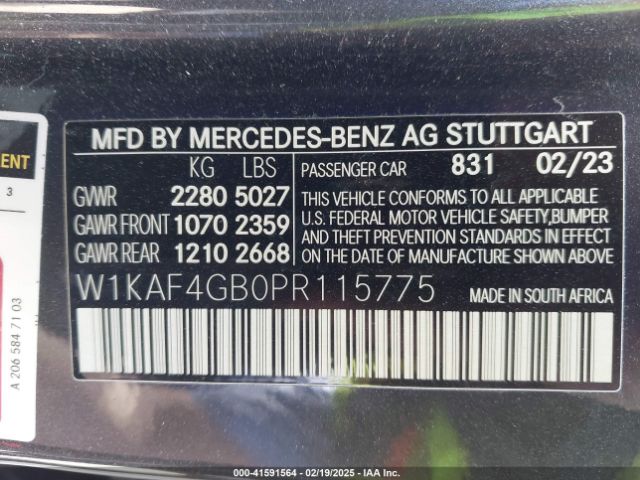 MFD BY MERCEDES-BENZ AG STUTTGART
KG LBS
GVWR 2280 5027
GAWR FRONT 1070 2359
GAWR REAR 1210 2668
PASSENGER CAR 831 02/23
THIS VEHICLE CONFORMS TO ALL APPLICABLE
U.S. FEDERAL MOTOR VEHICLE SAFETY,BUMPER
AND THEFT PREVENTION STANDARDS IN EFFECT
ON THE DATE OF MANUFACTURE SHOWN ABOVE.
W1KAF4GB0PR115775 MADE IN SOUTH AFRICA
3
A 206 584 71 03
000-41591564 - 02/19/2025 - IAA Inc.